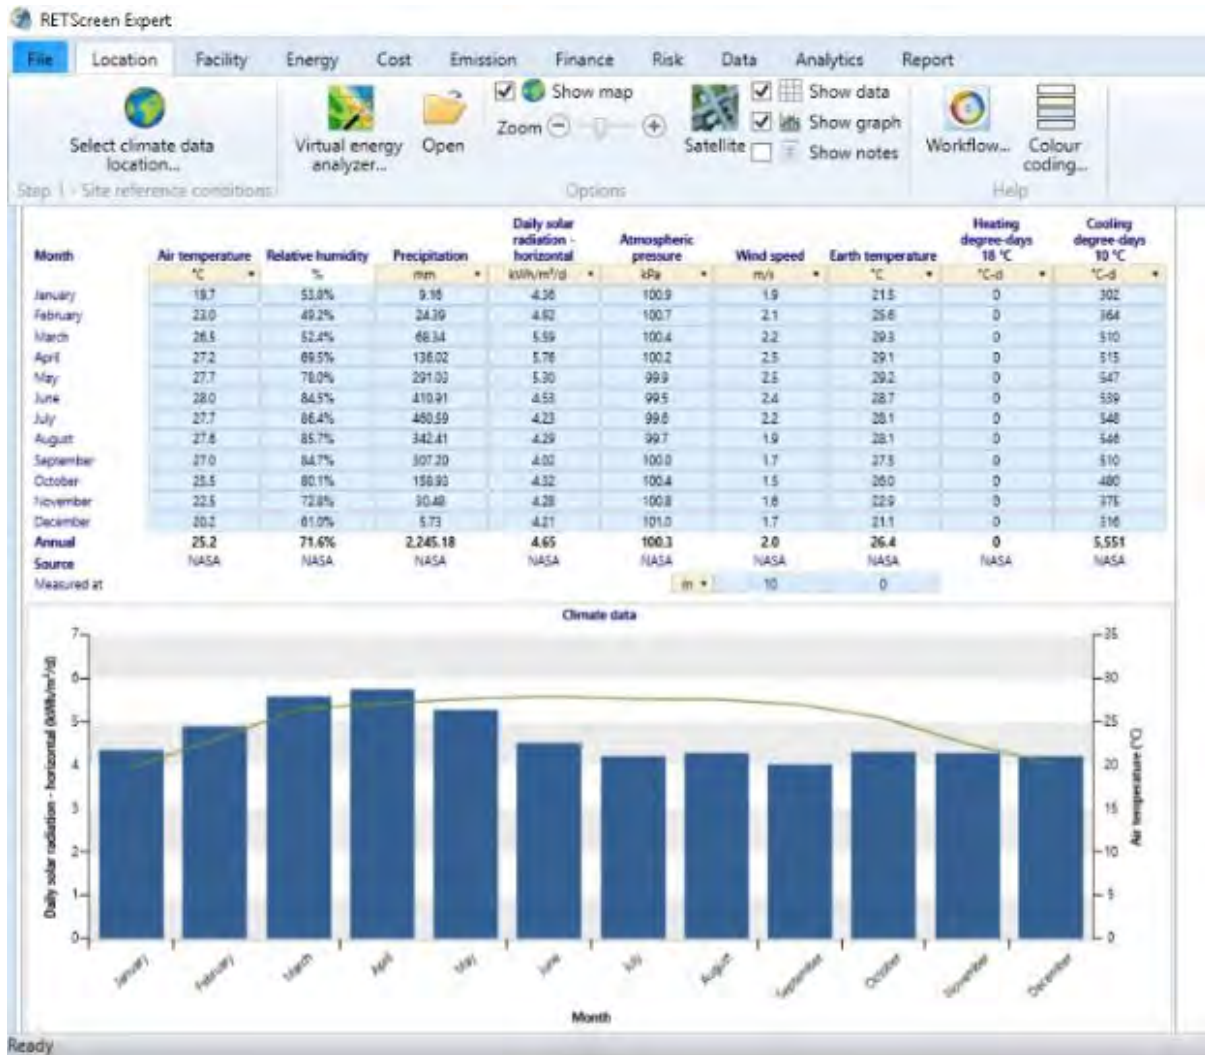 RETScreen Expert
File Location Facility Energy Cost Emission Finance Risk Data Analytics Report
Select climate data location...
Virtual energy analyzer...
Open
Show map
Zoom
Satellite
Show data
Show graph
Show notes
Workflow...
Colour coding...
Step 1 - Site reference conditions Options Help
Month Air temperature Relative humidity Precipitation Daily solar radiation - horizontal Atmospheric pressure Wind speed Earth temperature Heating degree-days 18 °C Cooling degree-days 10 °C
°C % mm kWh/m²/d kPa m/s °C °C-d °C-d
January 19.7 53.8% 9.16 4.36 100.9 1.9 21.5 0 302
February 23.0 49.2% 24.39 100.7 2.1 25.6 0 364
March 26.5 52.4% 68.34 5.59 100.4 2.2 29.3 0 510
April 27.2 69.5% 136.02 5.76 100.2 2.5 29.1 0 515
May 27.7 78.0% 291.03 5.30 99.9 2.5 29.2 0 547
June 28.0 84.5% 410.91 4.53 99.5 2.4 28.7 0 539
July 27.7 86.4% 460.59 4.23 99.6 2.2 28.1 0 548
August 27.6 85.7% 342.41 4.29 99.7 1.9 28.1 0 546
September 27.0 84.7% 307.20 4.02 100.0 1.7 27.5 0 510
October 25.5 80.1% 158.93 4.32 100.4 1.5 26.0 0 480
November 22.5 72.8% 30.48 4.28 100.8 1.6 22.9 0 375
December 20.2 61.0% 5.73 4.21 101.0 1.7 21.1 0 316
Annual 25.2 71.6% 2,245.18 4.65 100.3 2.0 26.4 0 5,551
Source NASA NASA NASA NASA NASA NASA NASA NASA NASA
Measured at m 10 0
Climate data
Daily solar radiation - horizontal (kWh/m²/d)
7
6
5
4
3
2
1
0
35
30
25
20
15
10
5
0
Air temperature (°C)
January February March April May June July August September October November December
Month
Ready